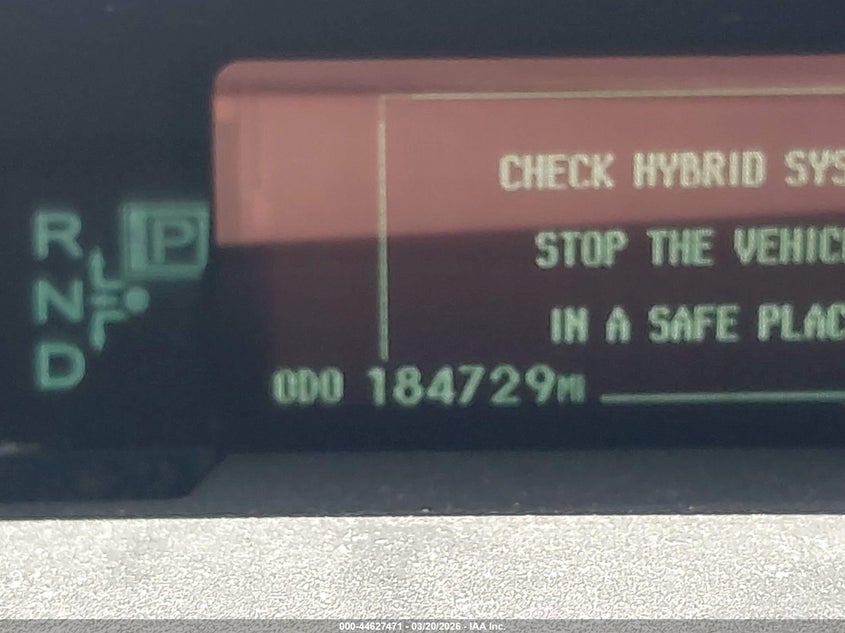 CHECK HYBRID SYS
R P
STOP THE VEHIC
N
IN A SAFE PLAC
D
ODO 184729MI
000-44627471 - 03/20/2026 - IAA Inc.